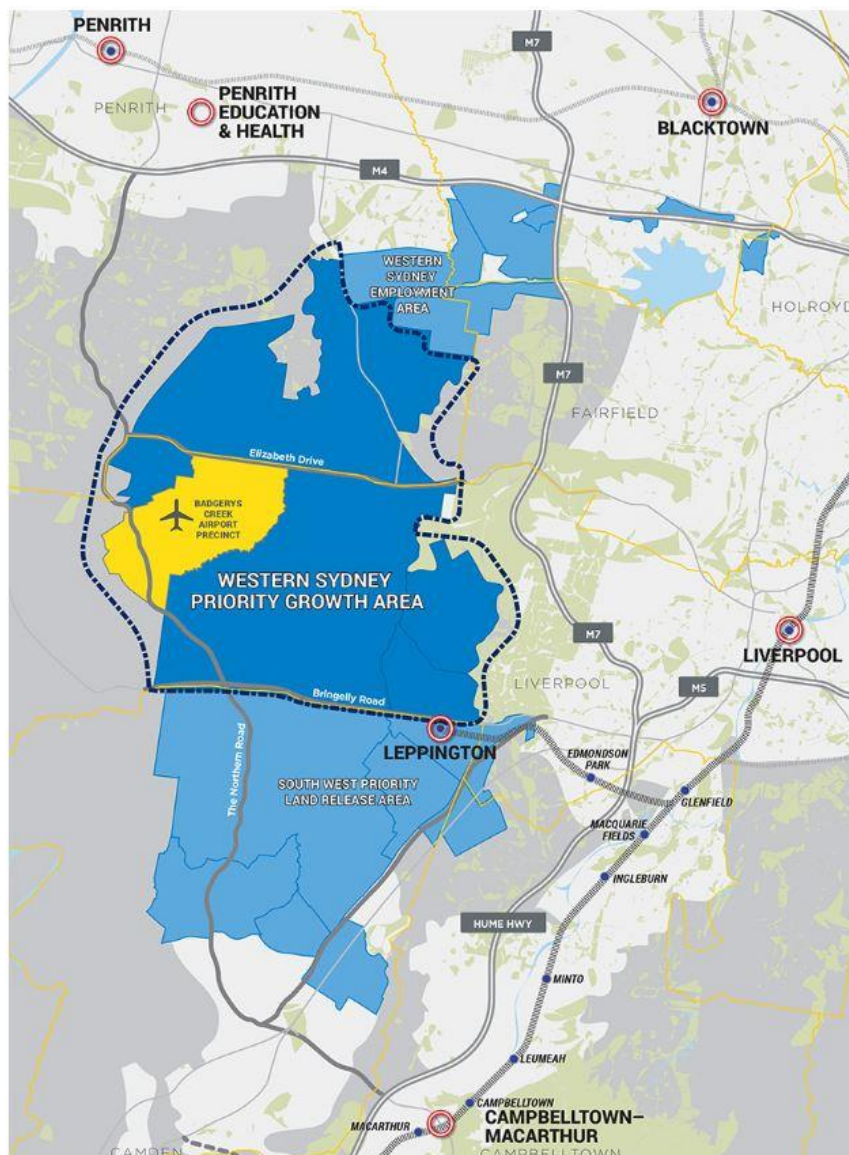 PENRITH
M7
PENRITH
PENRITH
EDUCATION
& HEALTH
BLACKTOWN
M4
WESTERN
SYDNEY
EMPLOYMENT
AREA
HOLROYD
M7
FAIRFIELD
Elizabeth Drive
BADGERYS
CREEK
AIRPORT
PRECINCT
WESTERN SYDNEY
PRIORITY GROWTH AREA
M7
LIVERPOOL
LIVERPOOL
M5
Bringelly Road
LEPPINGTON
The Northern Road
EDMONDSON
PARK
SOUTH WEST PRIORITY
LAND RELEASE AREA
GLENFIELD
MACQUARIE
FIELDS
INGLEBURN
HUME HWY
MINTO
LEUMEAH
CAMPBELLTOWN
MACARTHUR
CAMPBELLTOWN–
MACARTHUR
CAMDEN
CAMPBELLTOWN